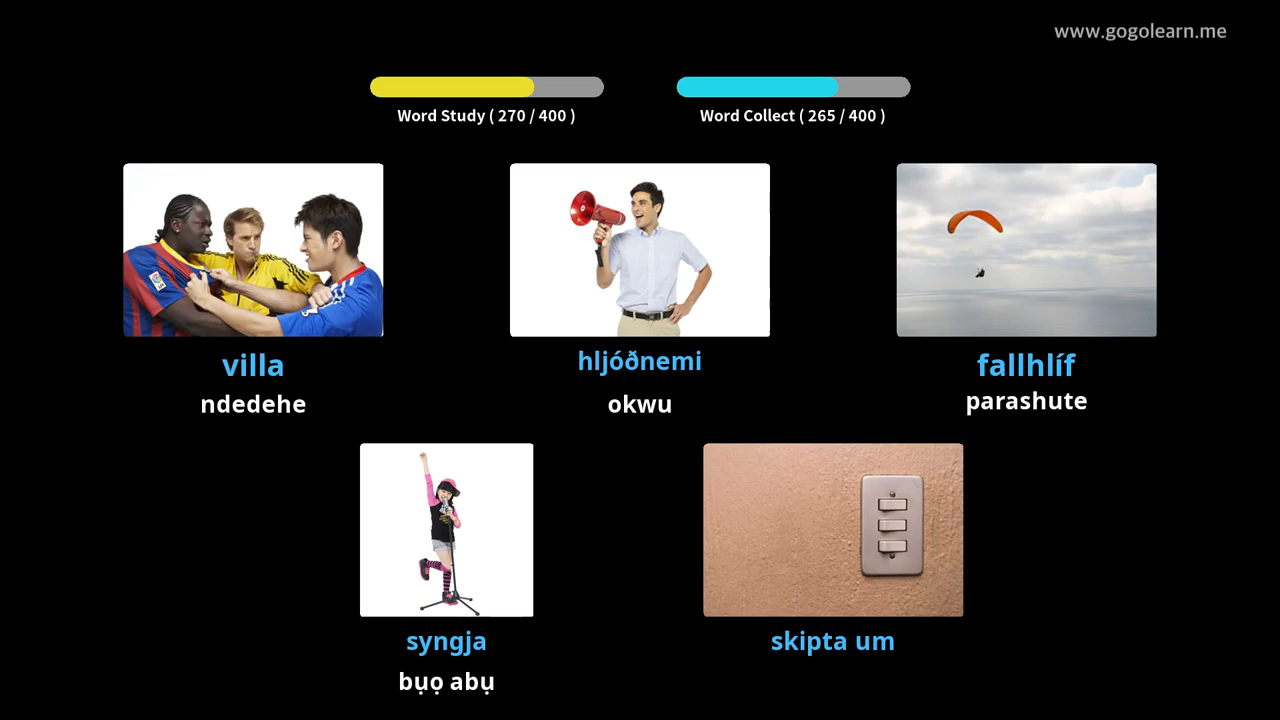 www.gogolearn.me
Word Study ( 270 / 400 )
Word Collect ( 265 / 400 )
villa
ndedehe
hljóðnemi
okwu
fallhlíf
parashute
syngja
bụọ abụ
skipta um